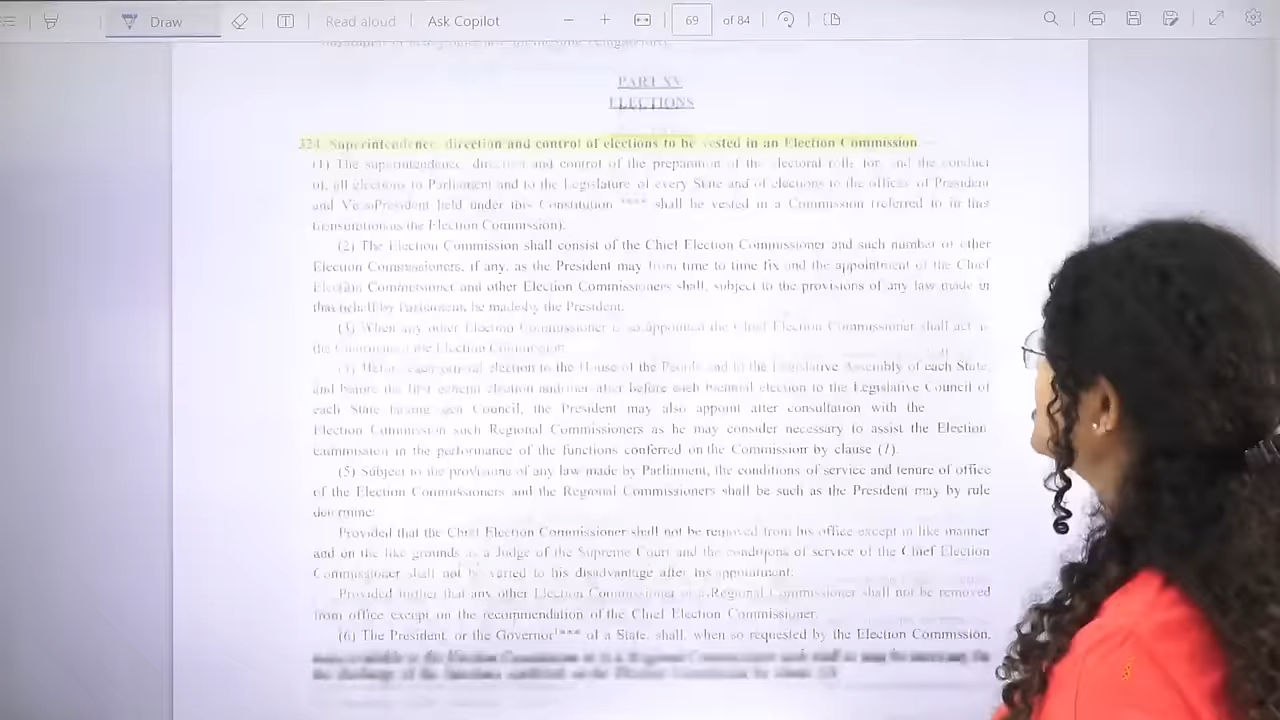 Draw
Read aloud
Ask Copilot
69
of 84
PART XV
ELECTIONS
324. Superintendence, direction and control of elections to be vested in an Election Commission.—
(1) The superintendence, direction and control of the preparation of the electoral rolls for, and the conduct
of, all elections to Parliament and to the Legislature of every State and of elections to the offices of President
and Vice-President held under this Constitution **** shall be vested in a Commission (referred to in this
Constitution as the Election Commission).
(2) The Election Commission shall consist of the Chief Election Commissioner and such number of other
Election Commissioners, if any, as the President may from time to time fix and the appointment of the Chief
Election Commissioner and other Election Commissioners shall, subject to the provisions of any law made in
that behalf by Parliament, be made by the President.
(3) When any other Election Commissioner is so appointed the Chief Election Commissioner shall act
the Chairman of the Election Commission.
general election to the House of the People and to the Legislative Assembly of each State,
and before the first general election and thereafter before each biennial election to the Legislative Council of
each State having such Council, the President may also appoint after consultation with the
Election Commission such Regional Commissioners as he may consider necessary to assist the Election
Commission in the performance of the functions conferred on the Commission by clause (1).
(5) Subject to the provisions of any law made by Parliament, the conditions of service and tenure of office
of the Election Commissioners and the Regional Commissioners shall be such as the President may by rule
determine:
Provided that the Chief Election Commissioner shall not be removed from his office except in like manner
and on the like grounds as a Judge of the Supreme Court and the conditions of service of the Chief Election
Commissioner shall not be varied to his disadvantage after his appointment:
Provided further that any other Election Commissioner or a Regional Commissioner shall not be removed
from office except on the recommendation of the Chief Election Commissioner.
(6) The President, or the Governor¹*** of a State, shall, when so requested by the Election Commission,